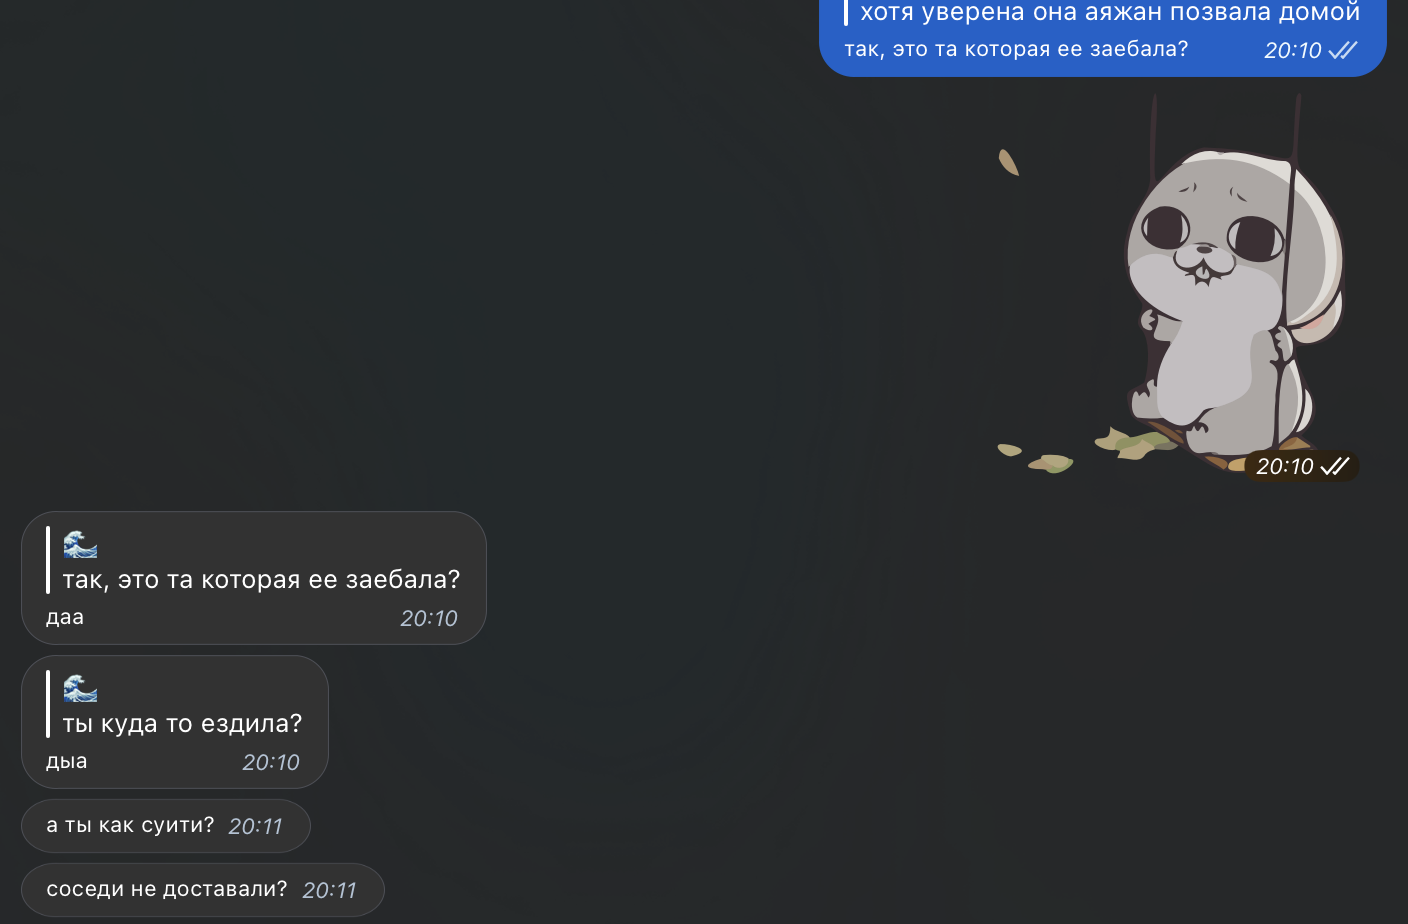 хотя уверена она аяжан позвала домой
так, это та которая ее заебала? 20:10
20:10
🌊
так, это та которая ее заебала?
даа 20:10
🌊
ты куда то ездила?
дыа 20:10
а ты как суити? 20:11
соседи не доставали? 20:11